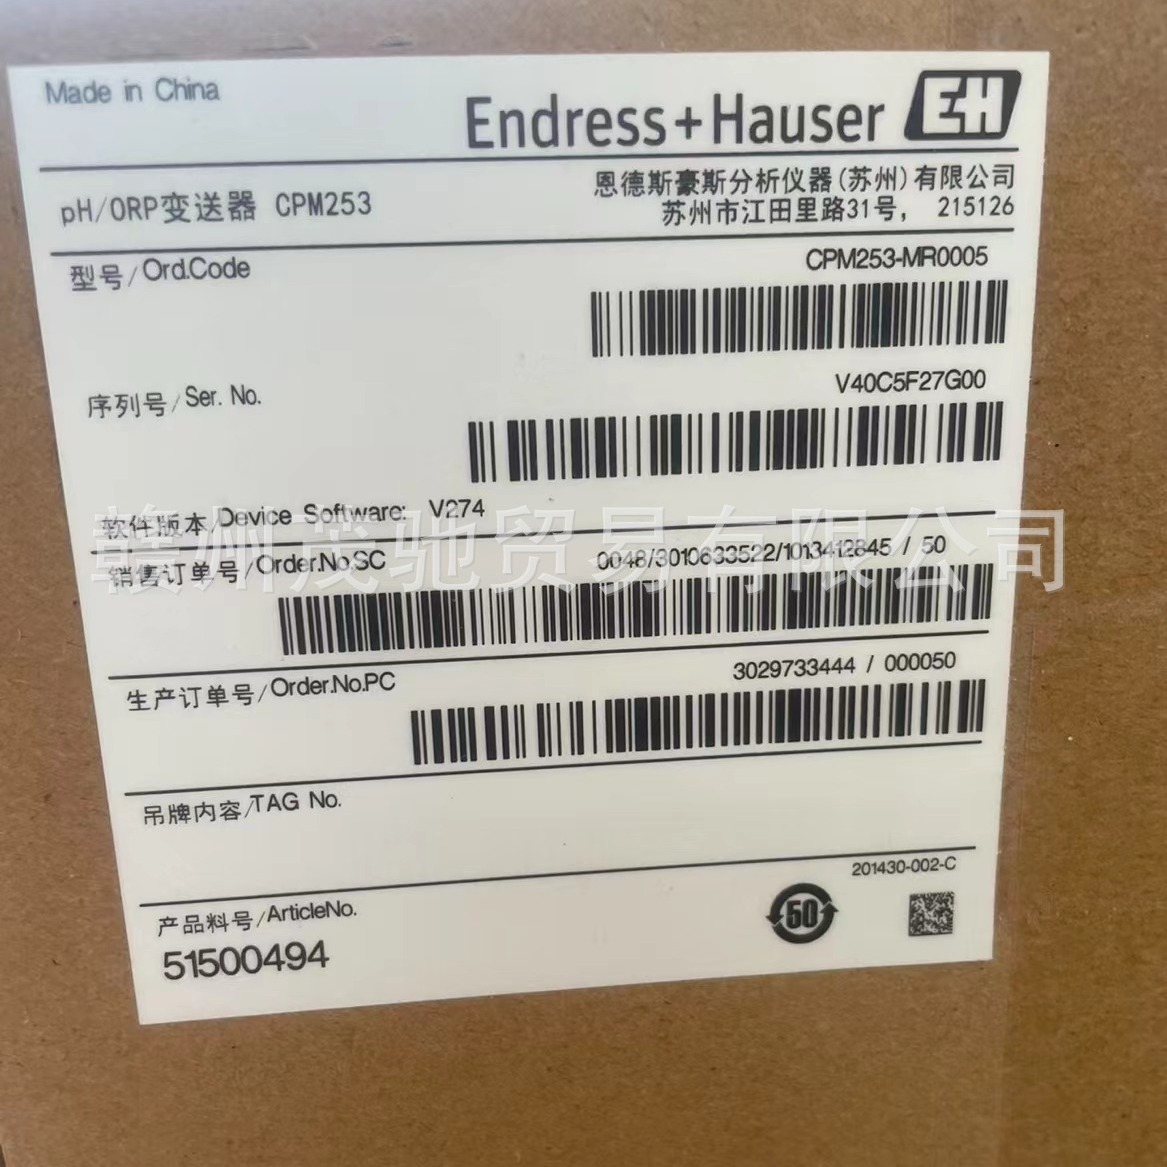 Made in China
Endress+Hauser EH
pH/ORP变送器 CPM253
恩德斯豪斯分析仪器(苏州)有限公司
苏州市江田里路31号, 215126
型号/Ord.Code
CPM253-MR0005
序列号/Ser. No.
V40C5F27G00
软件版本/Device Software: V274
赣州茂驰贸易有限公司
销售订单号/Order.No.SC
0048/3010633522/1013412845 / 50
生产订单号/Order.No.PC
3029733444 / 000050
吊牌内容/TAG No.
201430-002-C
产品料号/ArticleNo.
51500494
50